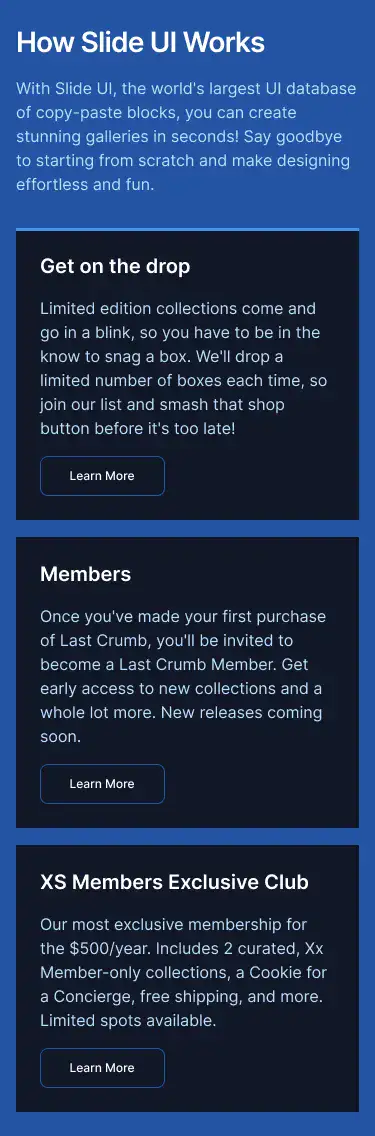 How Slide UI Works
With Slide UI, the world's largest UI database
of copy-paste blocks, you can create
stunning galleries in seconds! Say goodbye
to starting from scratch and make designing
effortless and fun.
Get on the drop
Limited edition collections come and
go in a blink, so you have to be in the
know to snag a box. We'll drop a
limited number of boxes each time, so
join our list and smash that shop
button before it's too late!
Learn More
Members
Once you've made your first purchase
of Last Crumb, you'll be invited to
become a Last Crumb Member. Get
early access to new collections and a
whole lot more. New releases coming
soon.
Learn More
XS Members Exclusive Club
Our most exclusive membership for
the $500/year. Includes 2 curated, Xx
Member-only collections, a Cookie for
a Concierge, free shipping, and more.
Limited spots available.
Learn More